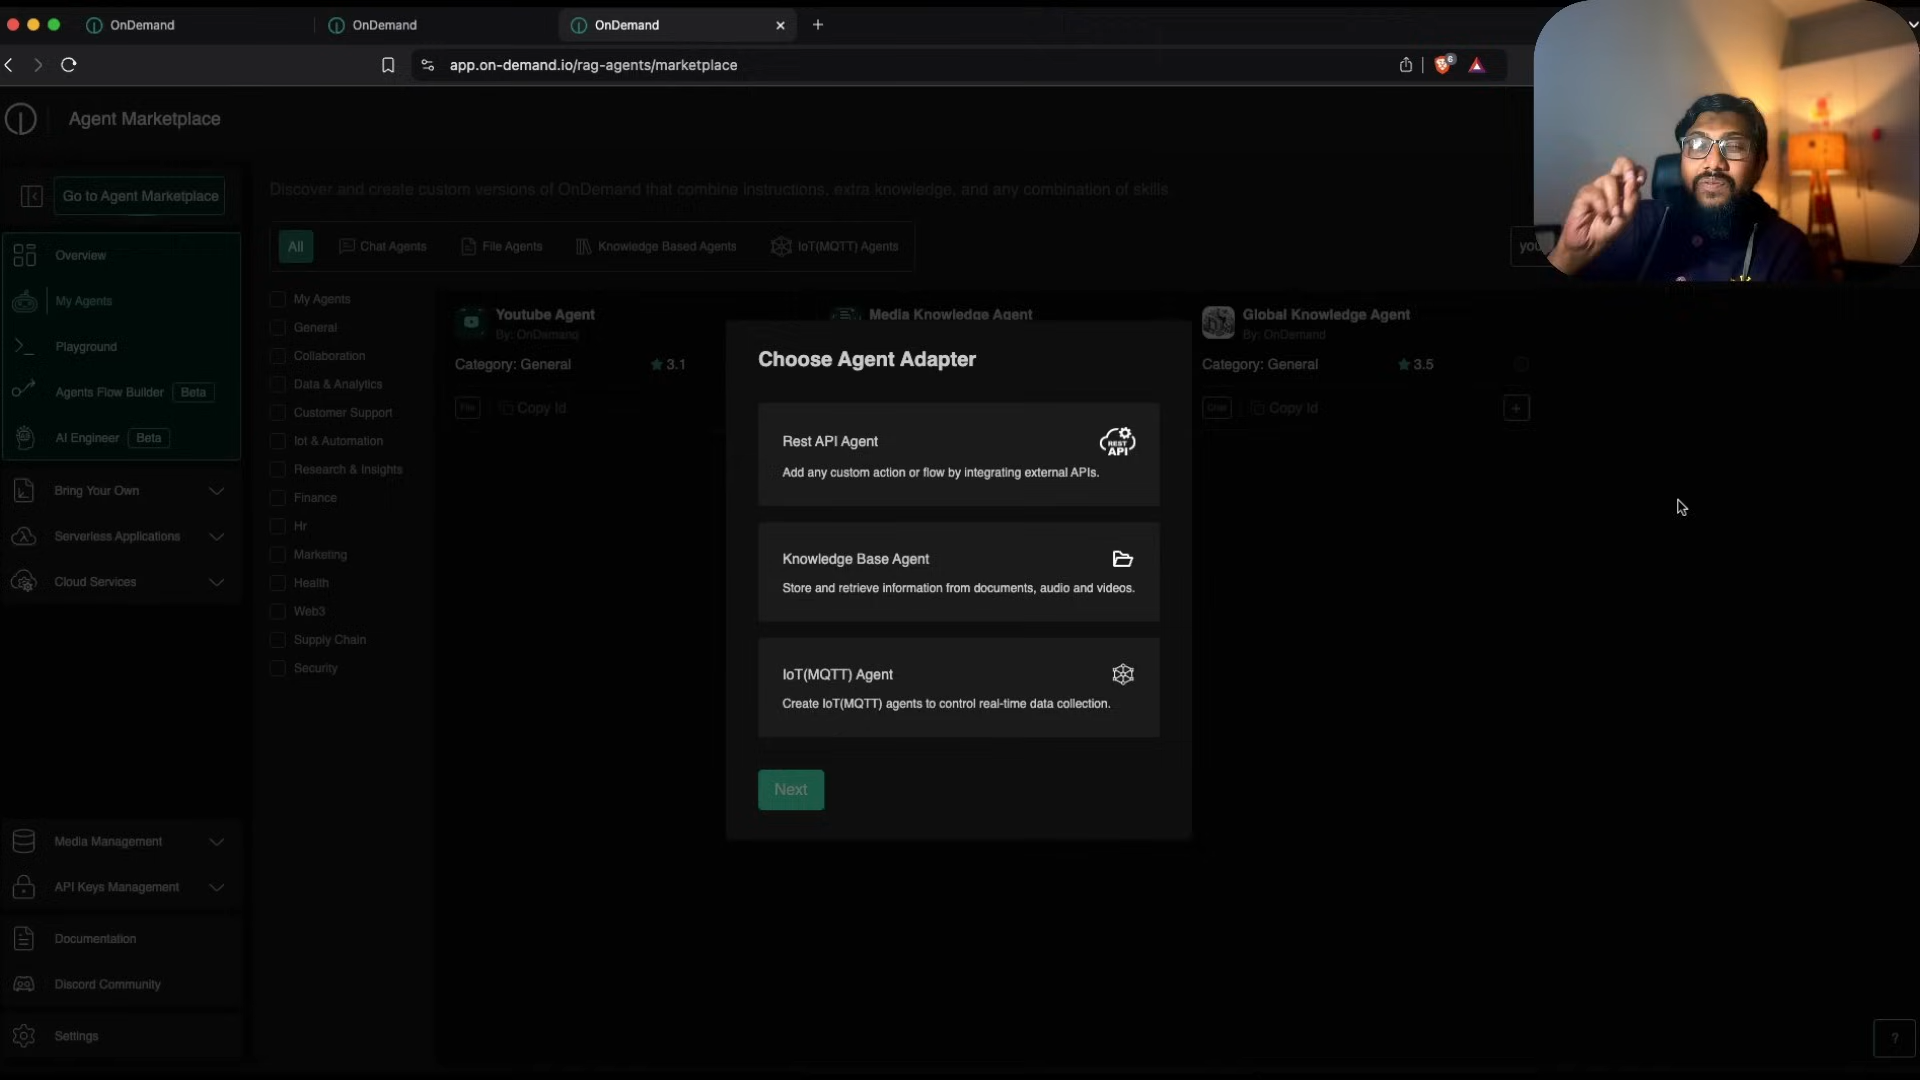 OnDemand
OnDemand
OnDemand
app.on-demand.io/rag-agents/marketplace
6
Agent Marketplace
Go to Agent Marketplace
Discover and create custom versions of OnDemand that combine instructions, extra knowledge, and any combination of skills
All
Chat Agents
File Agents
Knowledge Based Agents
IoT(MQTT) Agents
Overview
My Agents
Playground
Agents Flow Builder Beta
AI Engineer Beta
Bring Your Own
Serverless Applications
Cloud Services
Media Management
API Keys Management
Documentation
Discord Community
Settings
My Agents
General
Collaboration
Data & Analytics
Customer Support
Iot & Automation
Research & Insights
Finance
Hr
Marketing
Health
Web3
Supply Chain
Security
Youtube Agent
By: OnDemand
Category: General
3.1
File
Copy Id
Media Knowledge Agent
Global Knowledge Agent
By: OnDemand
Category: General
3.5
Chat
Copy Id
Choose Agent Adapter
Rest API Agent
REST
API
Add any custom action or flow by integrating external APIs.
Knowledge Base Agent
Store and retrieve information from documents, audio and videos.
IoT(MQTT) Agent
Create IoT(MQTT) agents to control real-time data collection.
Next
?